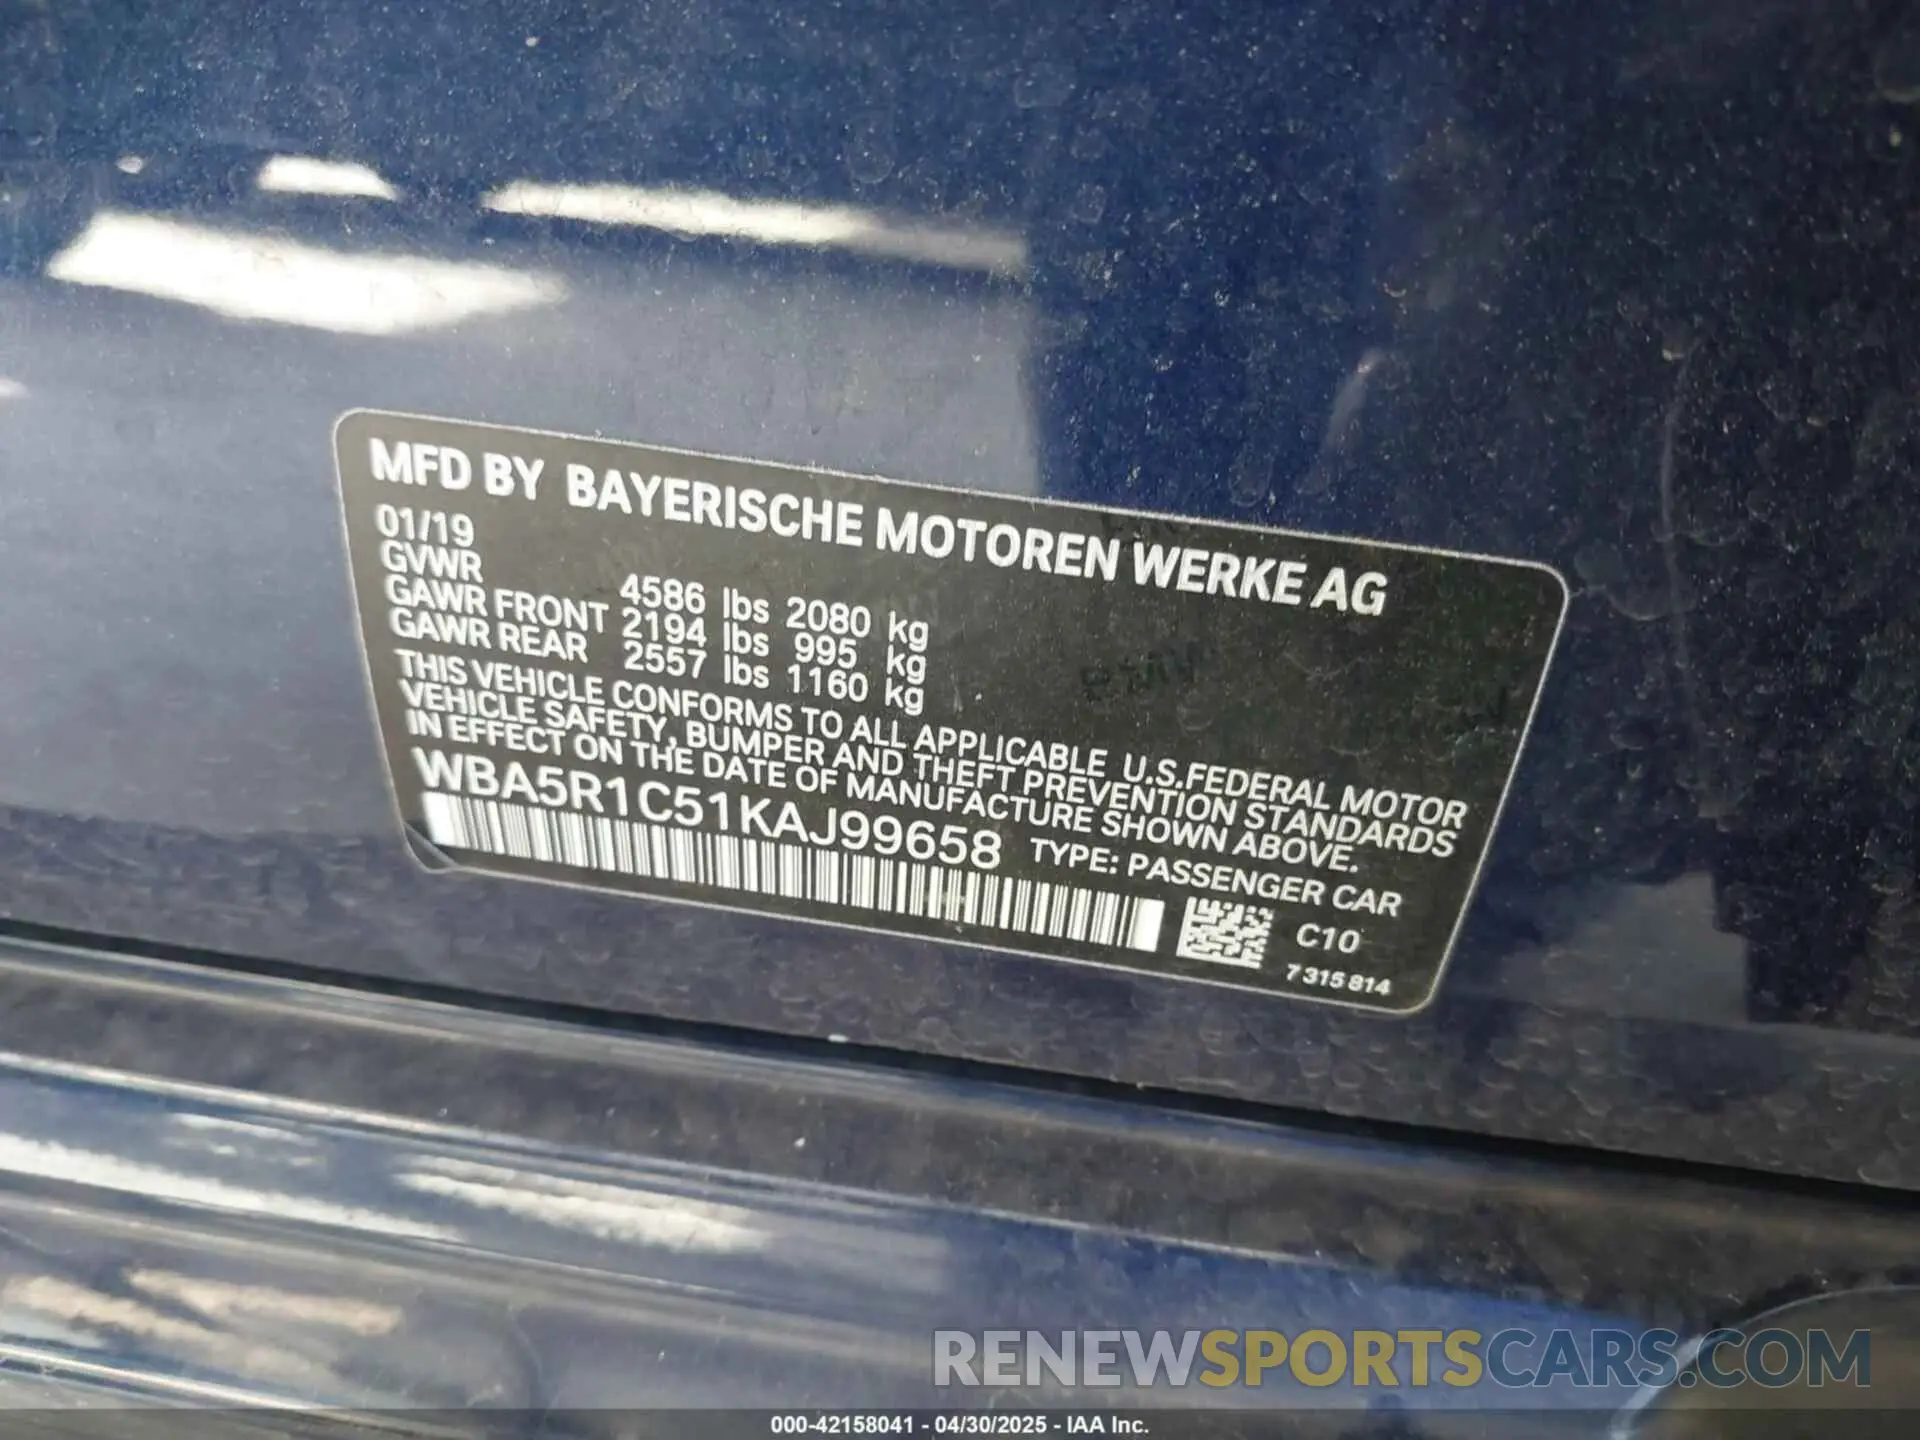 MFD BY BAYERISCHE MOTOREN WERKE AG
01/19
GVWR 4586 lbs 2080 kg
GAWR FRONT 2194 lbs 995 kg
GAWR REAR 2557 lbs 1160 kg
THIS VEHICLE CONFORMS TO ALL APPLICABLE U.S.FEDERAL MOTOR
VEHICLE SAFETY, BUMPER AND THEFT PREVENTION STANDARDS
IN EFFECT ON THE DATE OF MANUFACTURE SHOWN ABOVE.
WBA5R1C51KAJ99658 TYPE: PASSENGER CAR
C10
7 315 814
RENEWSPORTSCARS.COM
000-42158041 - 04/30/2025 - IAA Inc.